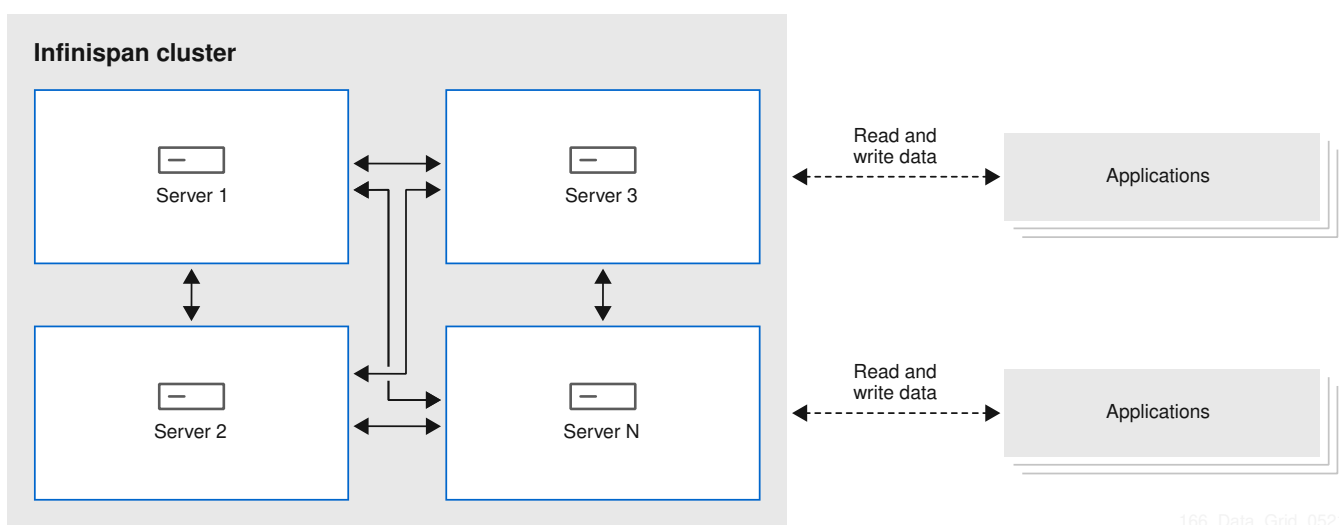 Infinispan cluster
Server 1
Server 3
Read and
write data
Applications
Server 2
Server N
Read and
write data
Applications
166_Data_Grid_052